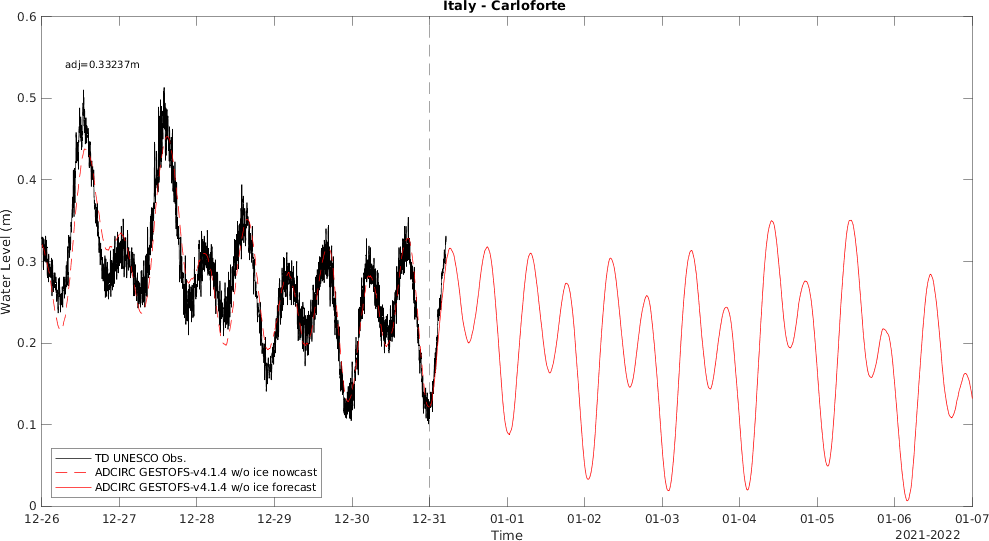 Italy - Carloforte
adj=0.33237m
Water Level (m)
0.6
0.5
0.4
0.3
0.2
0.1
0
TD UNESCO Obs.
ADCIRC GESTOFS-v4.1.4 w/o ice nowcast
ADCIRC GESTOFS-v4.1.4 w/o ice forecast
12-26 12-27 12-28 12-29 12-30 12-31 01-01 01-02 01-03 01-04 01-05 01-06 01-07
Time
2021-2022